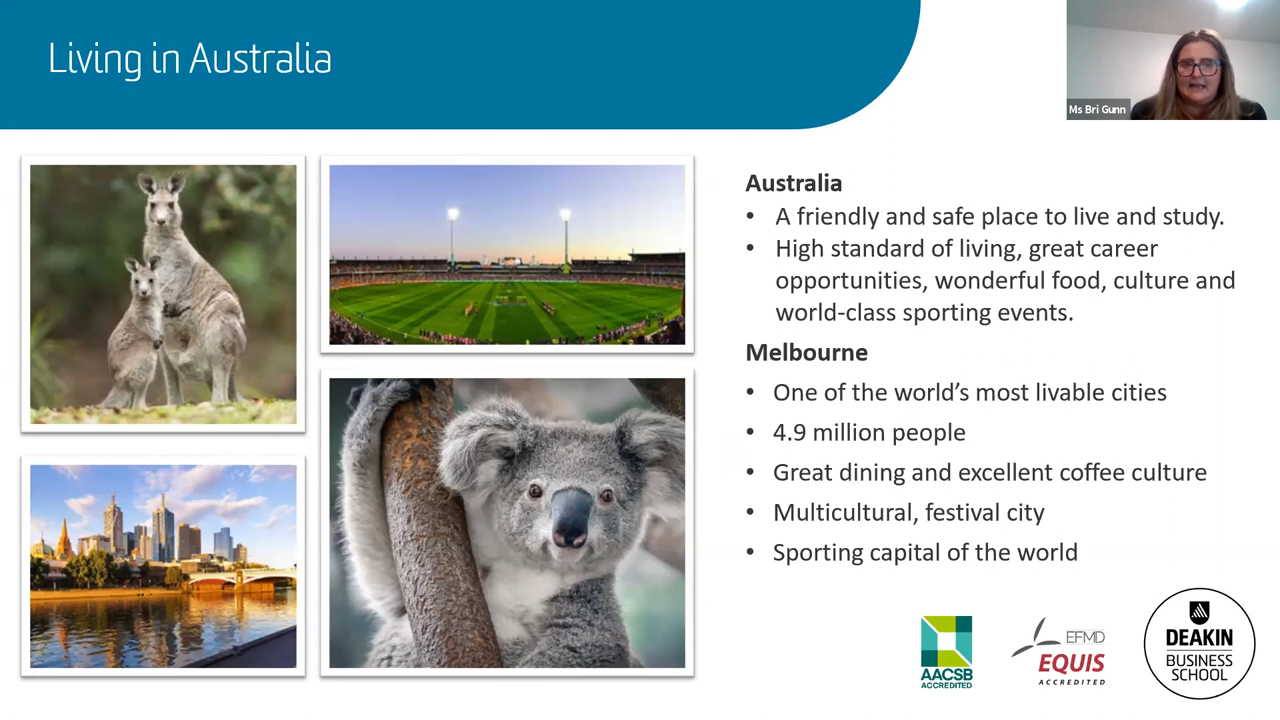 Living in Australia
Ms Bri Gunn
Australia
• A friendly and safe place to live and study.
• High standard of living, great career
opportunities, wonderful food, culture and
world-class sporting events.
Melbourne
• One of the world’s most livable cities
• 4.9 million people
• Great dining and excellent coffee culture
• Multicultural, festival city
• Sporting capital of the world
AACSB
ACCREDITED
EFMD
EQUIS
ACCREDITED
DEAKIN
BUSINESS
SCHOOL